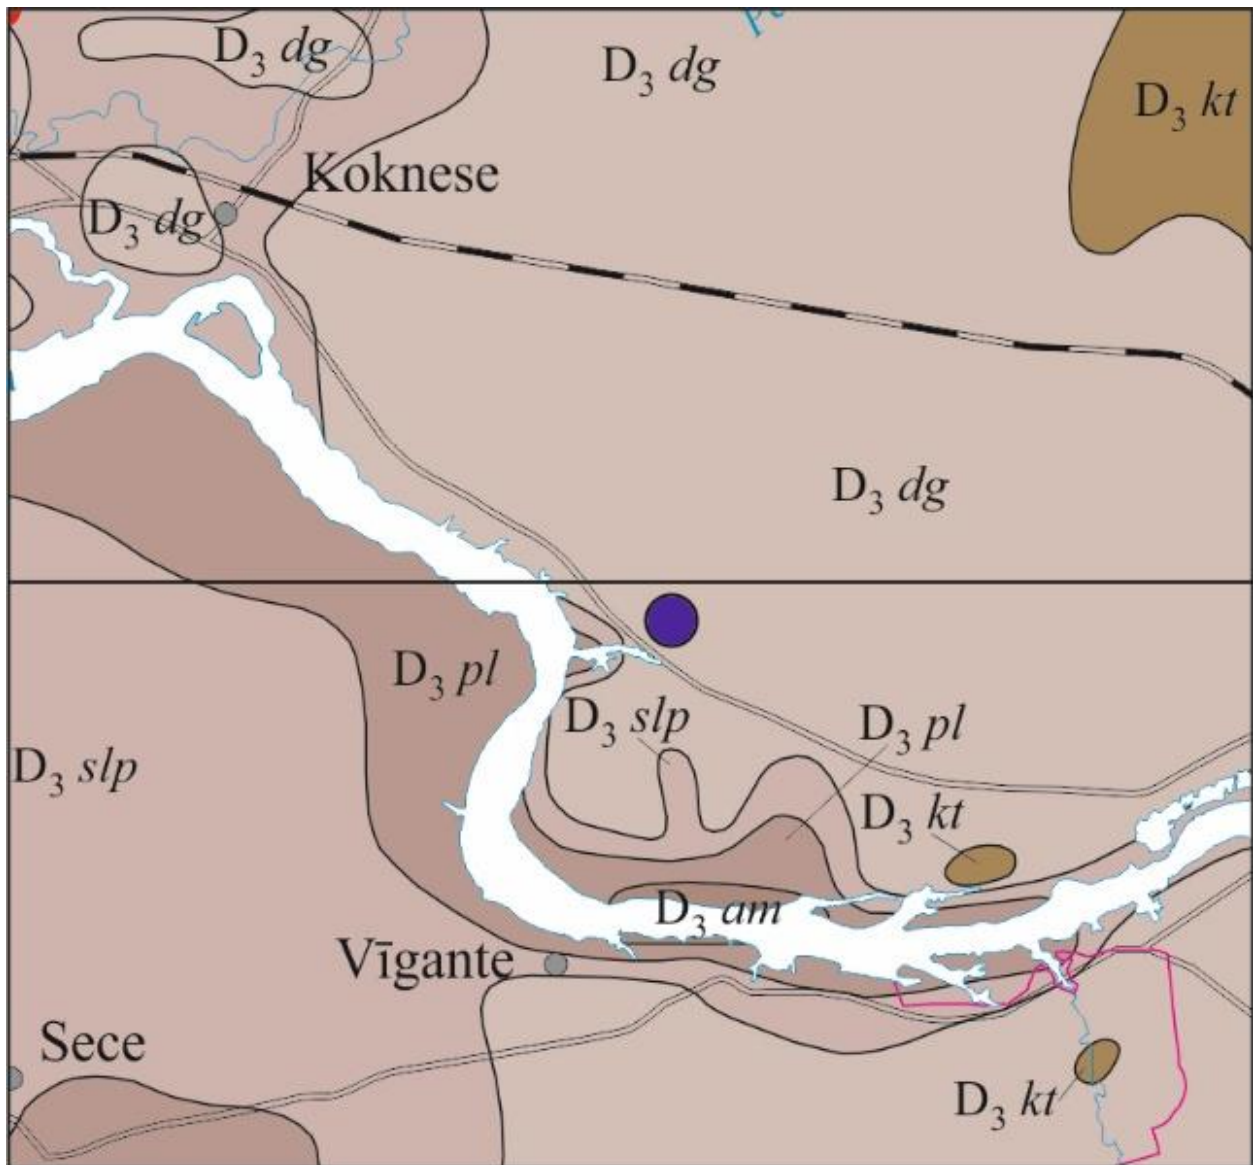 D₃ dg
D₃ dg
D₃ kt
Koknese
D₃ dg
D₃ dg
D₃ pl
D₃ slp
D₃ pl
D₃ slp
D₃ kt
D₃ am
Vīgante
Sece
D₃ kt